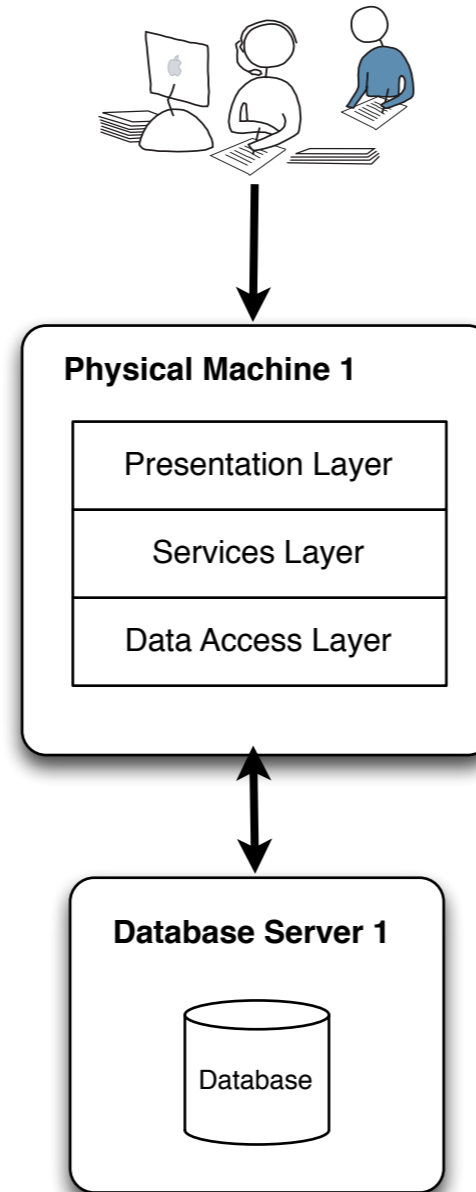 Physical Machine 1
Presentation Layer
Services Layer
Data Access Layer
Database Server 1
Database